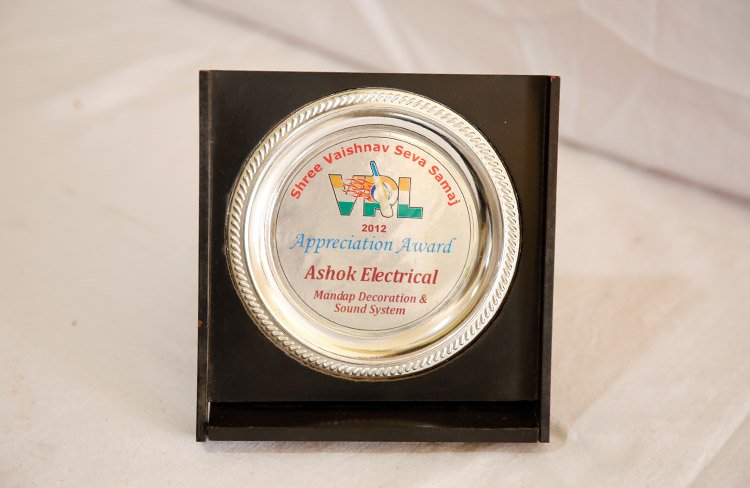 Shree Vaishnav Seva Samaj
VPL
2012
Appreciation Award
Ashok Electrical
Mandap Decoration &
Sound System